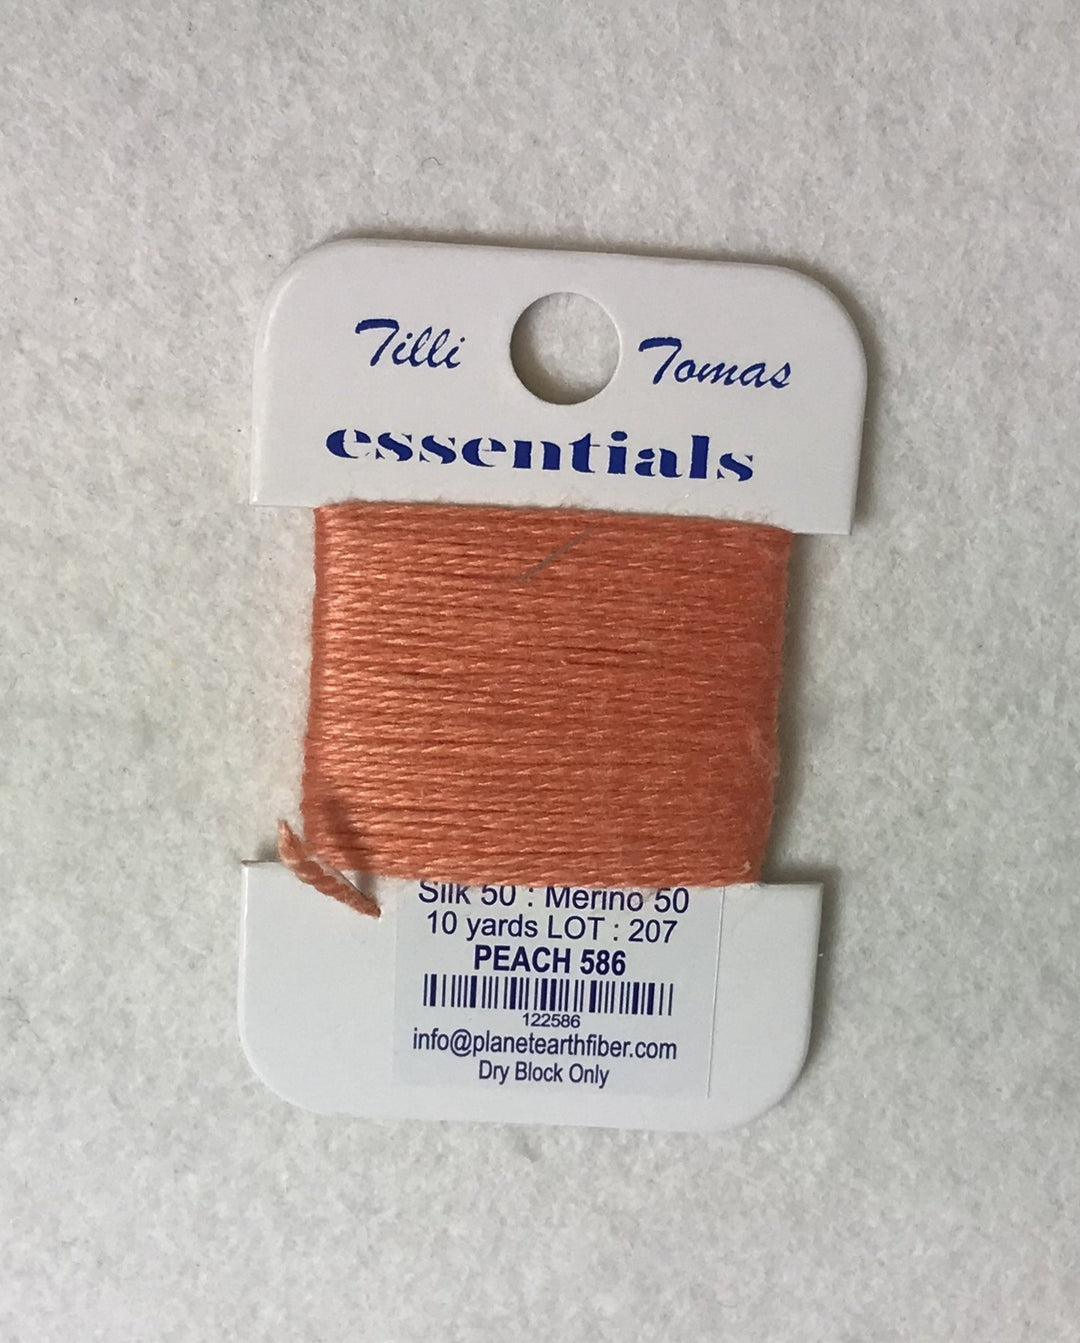 Tilli Tomas
essentials
Silk 50 : Merino 50
10 yards LOT : 207
PEACH 586
122586
info@planetearthfiber.com
Dry Block Only